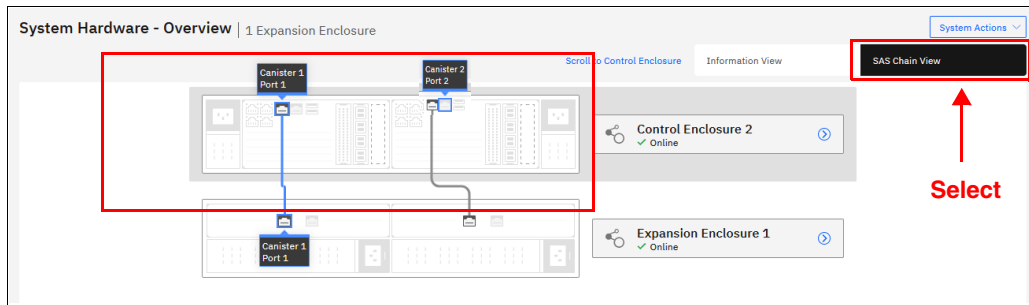 System Hardware - Overview | 1 Expansion Enclosure
System Actions
Scroll to Control Enclosure
Information View
SAS Chain View
Canister 1
Port 1
Canister 2
Port 2
Control Enclosure 2
Online
Select
Canister 1
Port 1
Expansion Enclosure 1
Online